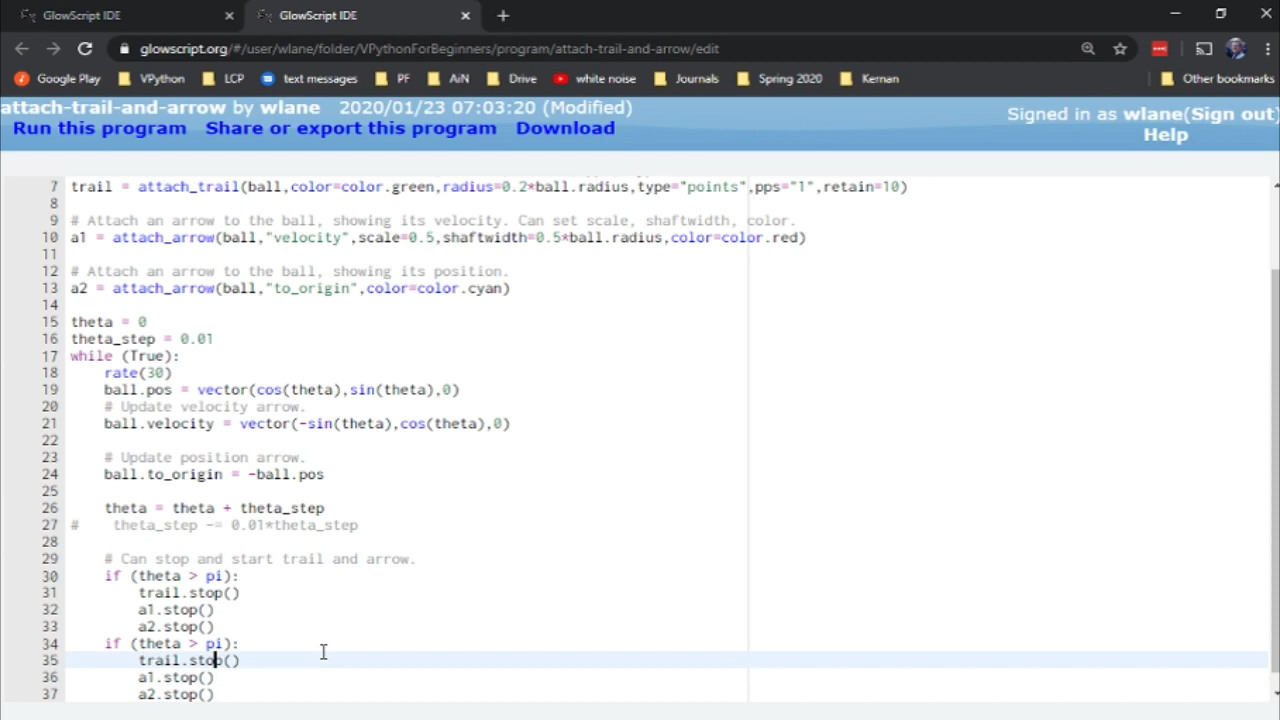 GlowScript IDE
GlowScript IDE
glowscript.org/#/user/wlane/folder/VPythonForBeginners/program/attach-trail-and-arrow/edit
Google Play VPython LCP text messages PF AiN Drive white noise Journals Spring 2020 Kernan Other bookmarks
attach-trail-and-arrow by wlane 2020/01/23 07:03:20 (Modified)
Signed in as wlane(Sign out)
Run this program Share or export this program Download
Help
7 trail = attach_trail(ball,color=color.green,radius=0.2*ball.radius,type="points",pps="1",retain=10)
8
9 # Attach an arrow to the ball, showing its velocity. Can set scale, shaftwidth, color.
10 a1 = attach_arrow(ball,"velocity",scale=0.5,shaftwidth=0.5*ball.radius,color=color.red)
11
12 # Attach an arrow to the ball, showing its position.
13 a2 = attach_arrow(ball,"to_origin",color=color.cyan)
14
15 theta = 0
16 theta_step = 0.01
17 while (True):
18 rate(30)
19 ball.pos = vector(cos(theta),sin(theta),0)
20 # Update velocity arrow.
21 ball.velocity = vector(-sin(theta),cos(theta),0)
22
23 # Update position arrow.
24 ball.to_origin = -ball.pos
25
26 theta = theta + theta_step
27 # theta_step -= 0.01*theta_step
28
29 # Can stop and start trail and arrow.
30 if (theta > pi):
31 trail.stop()
32 a1.stop()
33 a2.stop()
34 if (theta > pi):
35 trail.stop()
36 a1.stop()
37 a2.stop()